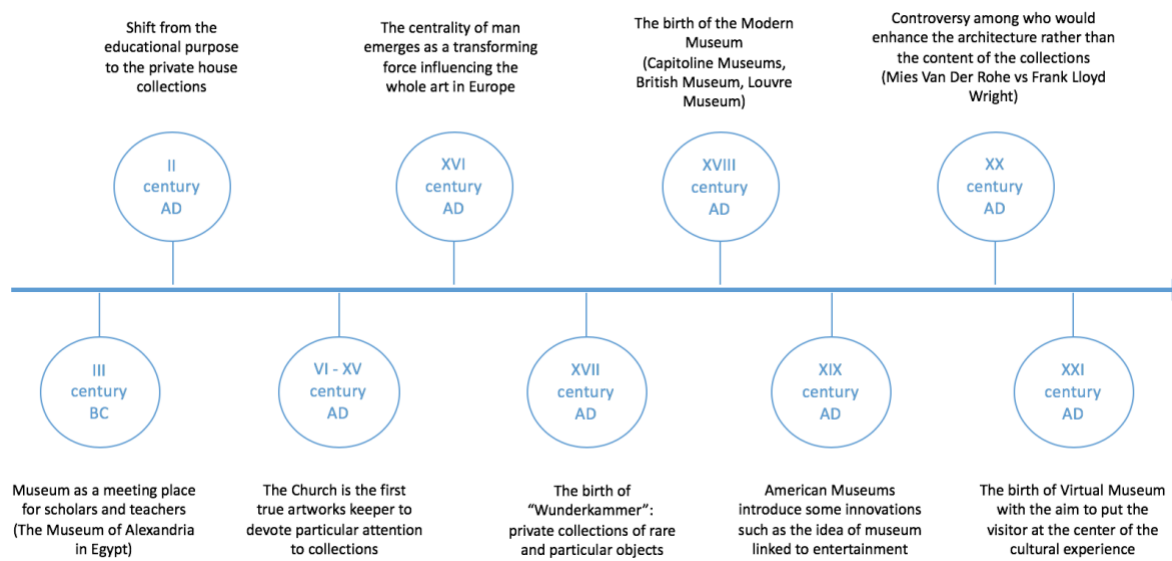 Shift from the
educational purpose
to the private house
collections
The centrality of man
emerges as a transforming
force influencing the
whole art in Europe
The birth of the Modern
Museum
(Capitoline Museums,
British Museum, Louvre
Museum)
Controversy among who would
enhance the architecture rather than
the content of the collections
(Mies Van Der Rohe vs Frank Lloyd
Wright)
II
century
AD
XVI
century
AD
XVIII
century
AD
XX
century
AD
III
century
BC
VI - XV
century
AD
XVII
century
AD
XIX
century
AD
XXI
century
AD
Museum as a meeting place
for scholars and teachers
(The Museum of Alexandria
in Egypt)
The Church is the first
true artworks keeper to
devote particular attention
to collections
The birth of
“Wunderkammer”:
private collections of rare
and particular objects
American Museums
introduce some innovations
such as the idea of museum
linked to entertainment
The birth of Virtual Museum
with the aim to put the
visitor at the center of the
cultural experience